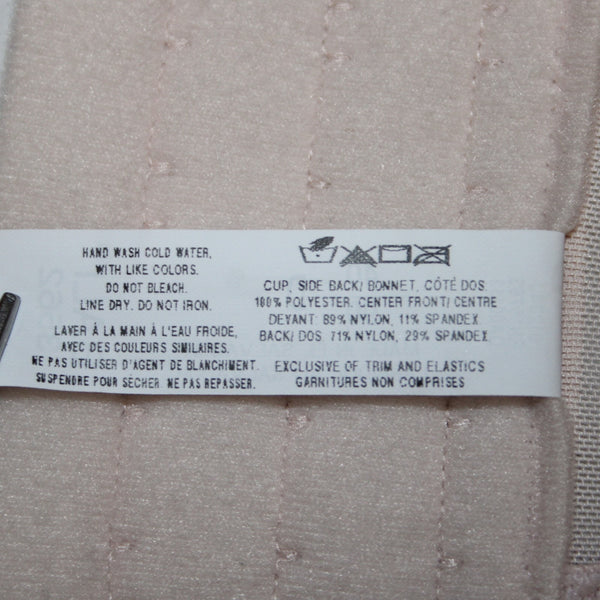 HAND WASH COLD WATER,
WITH LIKE COLORS.
DO NOT BLEACH.
LINE DRY. DO NOT IRON.
LAVER À LA MAIN À L'EAU FROIDE,
AVEC DES COULEURS SIMILAIRES.
NE PAS UTILISER D'AGENT DE BLANCHIMENT.
SUSPENDRE POUR SÉCHER. NE PAS REPASSER.
CUP, SIDE BACK/ BONNET, CÔTÉ DOS:
100% POLYESTER. CENTER FRONT/ CENTRE
DEVANT: 89% NYLON, 11% SPANDEX.
BACK/ DOS: 71% NYLON, 29% SPANDEX.
EXCLUSIVE OF TRIM AND ELASTICS
GARNITURES NON COMPRISES